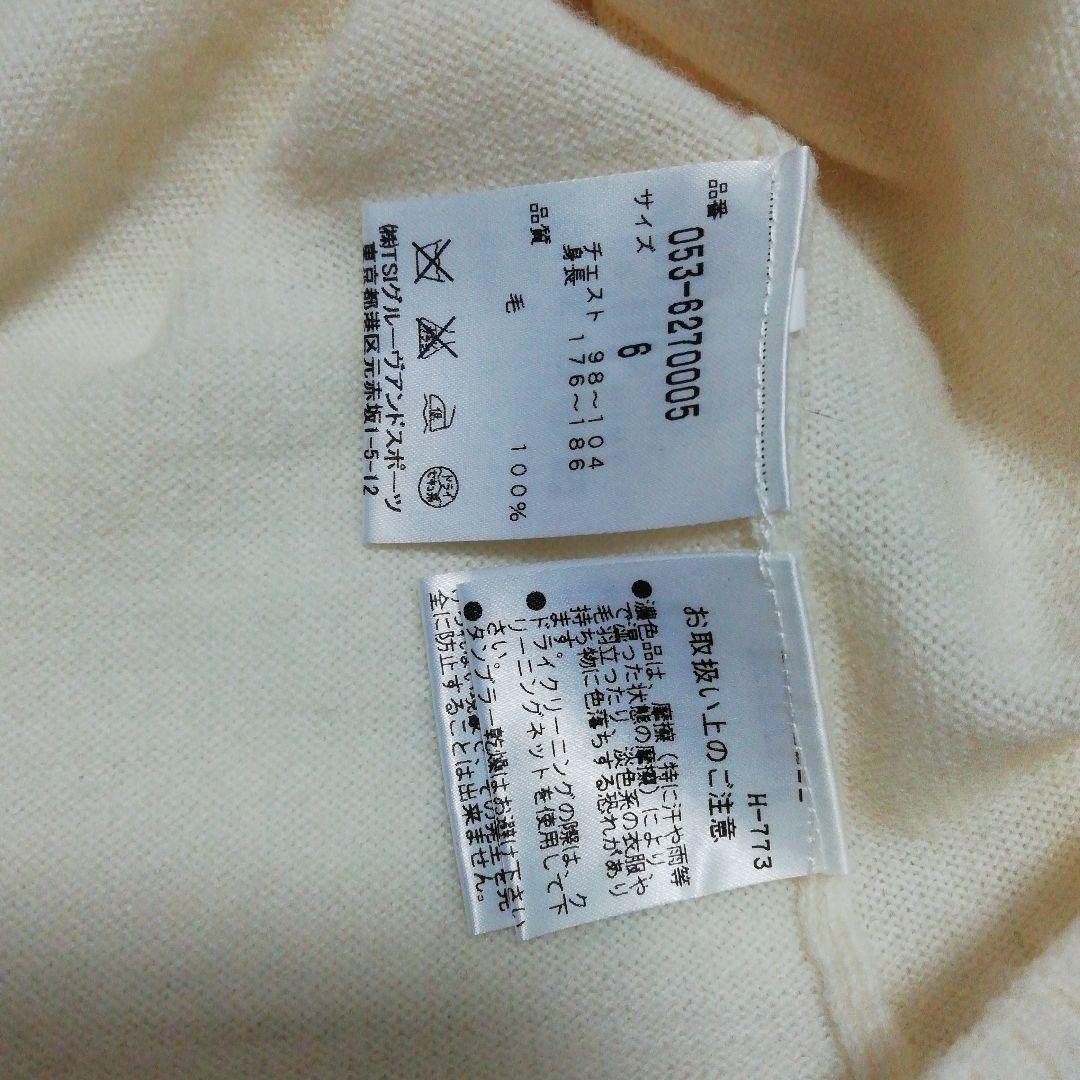 品番
053-6270005
サイズ
6
チェスト 98〜104
身長 176〜186
品質
毛 100%
低
ドライ
セキユ系
㈱TSIグルーヴアンドスポーツ
東京都港区元赤坂1-5-12
H-773
お取扱い上のご注意
●濃色品は、摩擦(特に汗や雨等
で湿った状態の摩擦)により、
毛羽立ったり、淡色系の衣服や
持ち物に色落ちする恐れがあり
ます。
●ドライクリーニングの際は、ク
リーニングネットを使用して下
さい。
●タンブラー乾燥はお避け下さい
全に防止することは出来ません。